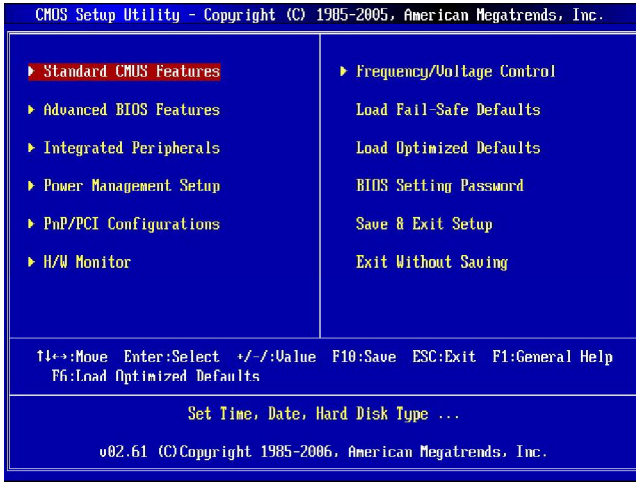 CMOS Setup Utility - Copyright (C) 1985-2005, American Megatrends, Inc.
Standard CMOS Features
Advanced BIOS Features
Integrated Peripherals
Power Management Setup
PnP/PCI Configurations
H/W Monitor
Frequency/Voltage Control
Load Fail-Safe Defaults
Load Optimized Defaults
BIOS Setting Password
Save & Exit Setup
Exit Without Saving
↑↓↔:Move Enter:Select +/-/:Value F10:Save ESC:Exit F1:General Help
F6:Load Optimized Defaults
Set Time, Date, Hard Disk Type ...
v02.61 (C)Copyright 1985-2006, American Megatrends, Inc.